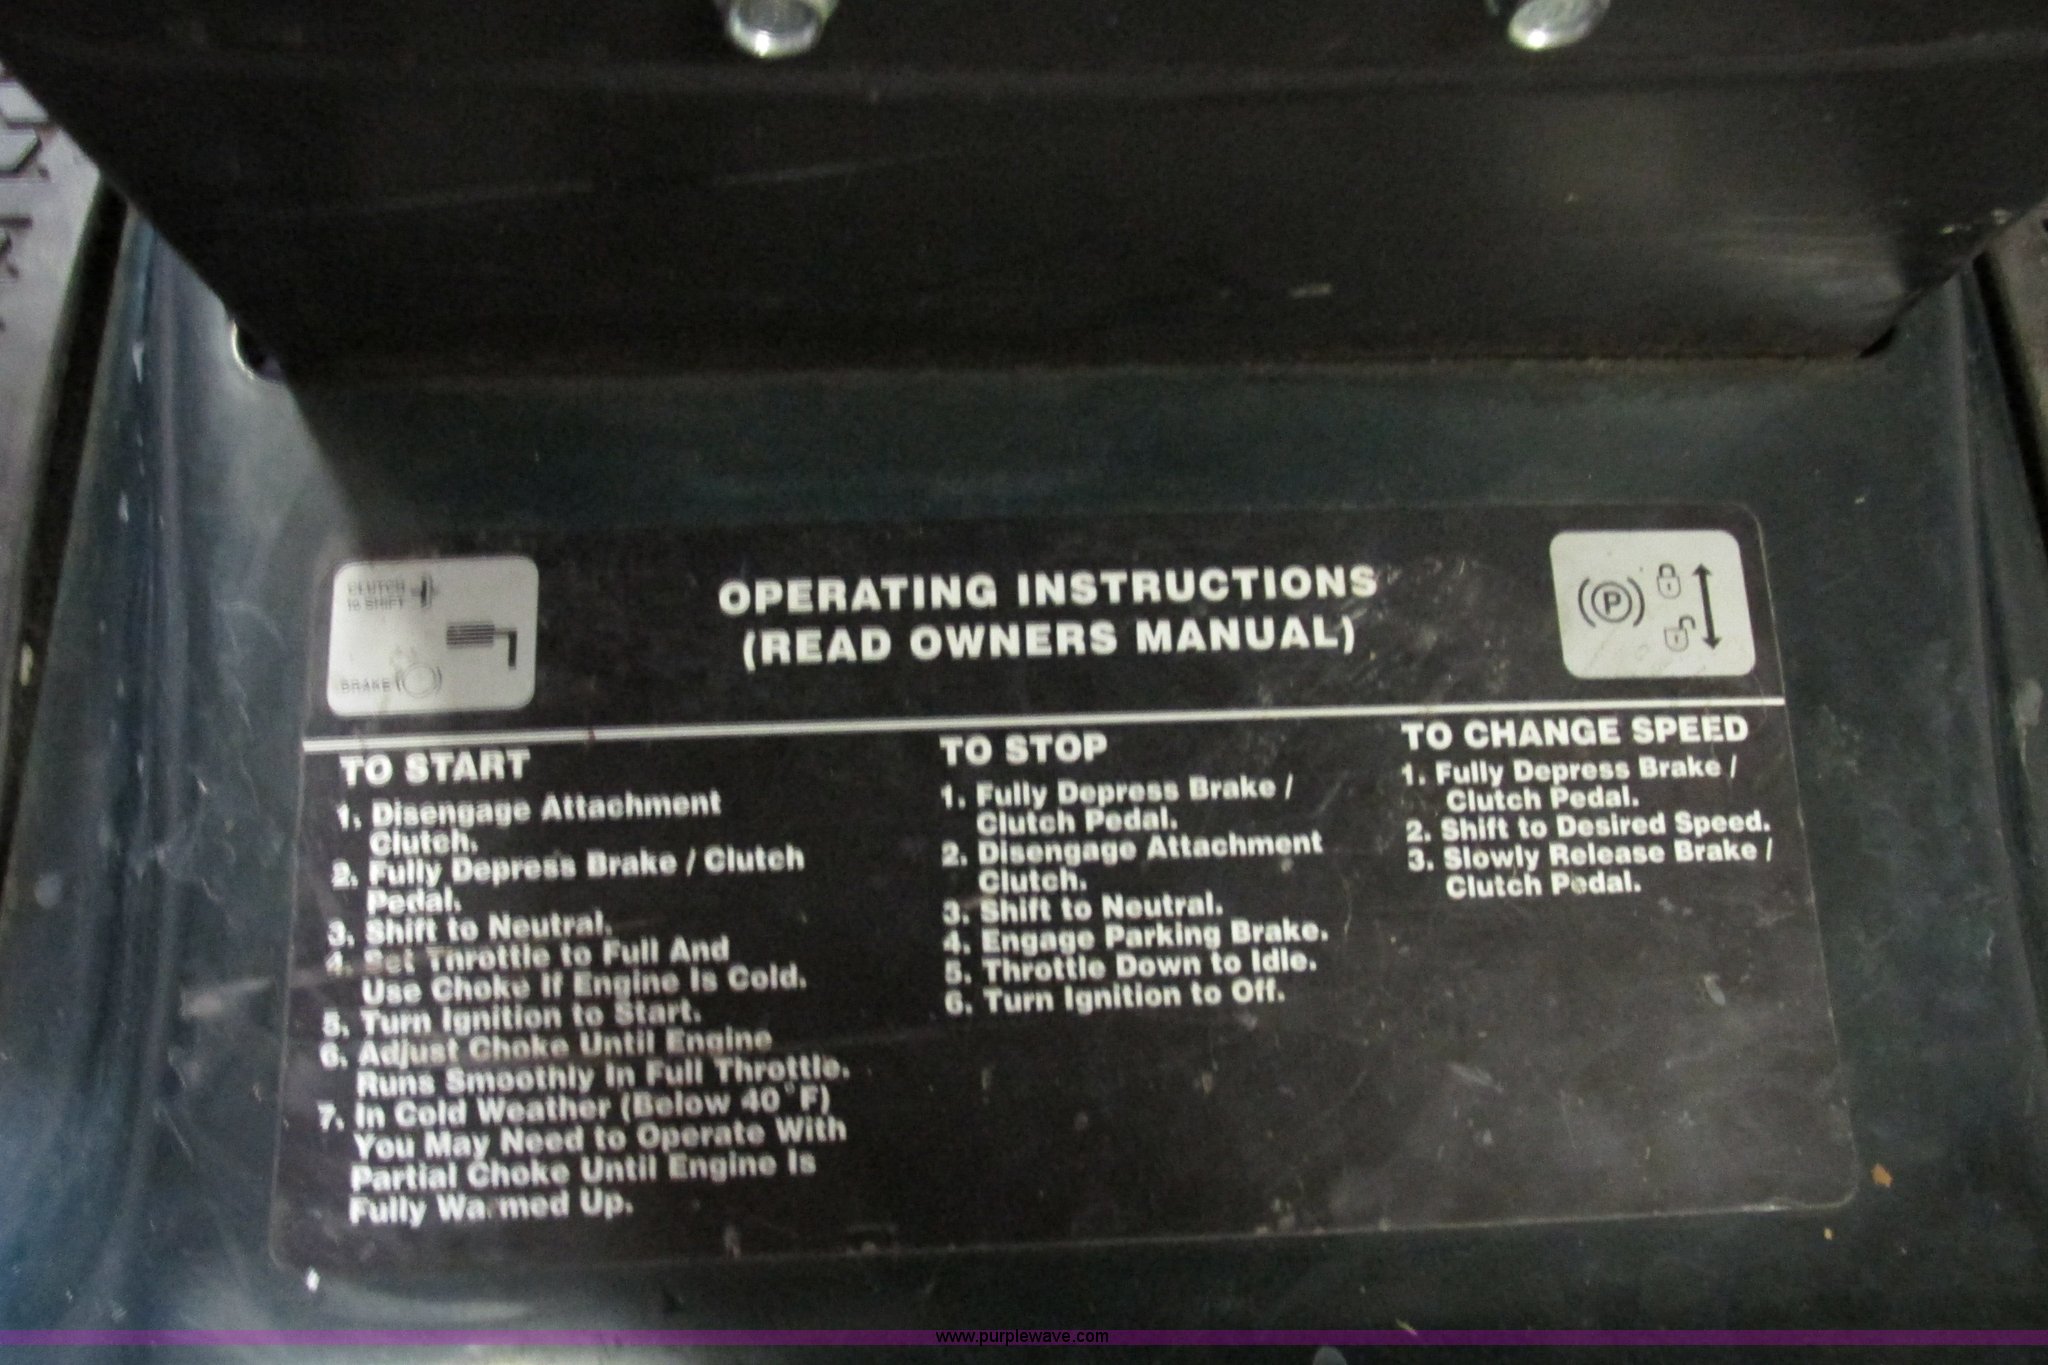 CLUTCH
to SHIFT
BRAKE
OPERATING INSTRUCTIONS
(READ OWNERS MANUAL)
P
TO START
1. Disengage Attachment
Clutch.
2. Fully Depress Brake / Clutch
Pedal.
3. Shift to Neutral.
4. Set Throttle to Full And
Use Choke If Engine Is Cold.
5. Turn Ignition to Start.
6. Adjust Choke Until Engine
Runs Smoothly In Full Throttle.
7. In Cold Weather (Below 40°F)
You May Need to Operate With
Partial Choke Until Engine Is
Fully Warmed Up.
TO STOP
1. Fully Depress Brake /
Clutch Pedal.
2. Disengage Attachment
Clutch.
3. Shift to Neutral.
4. Engage Parking Brake.
5. Throttle Down to Idle.
6. Turn Ignition to Off.
TO CHANGE SPEED
1. Fully Depress Brake /
Clutch Pedal.
2. Shift to Desired Speed.
3. Slowly Release Brake /
Clutch Pedal.
www.purplewave.com